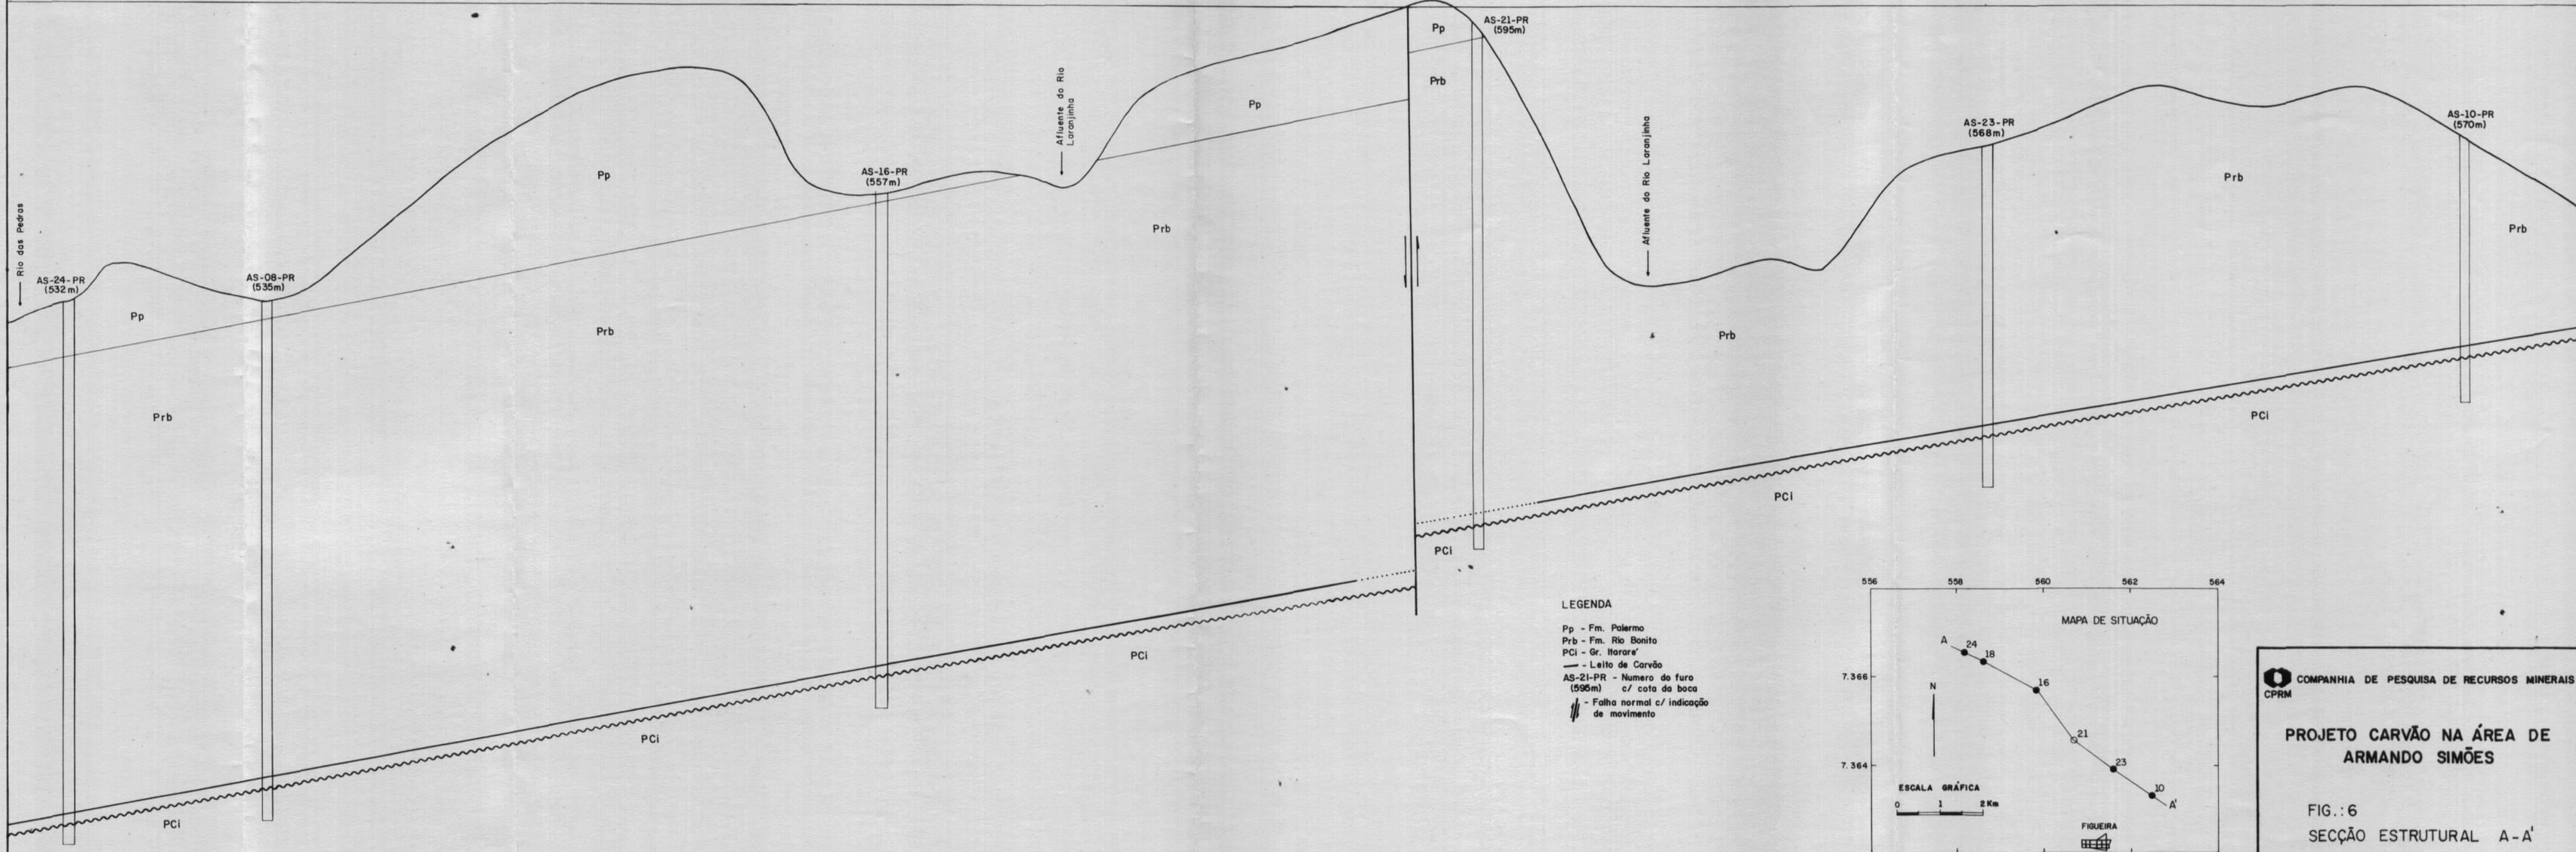 Rio das Pedras
AS-24-PR
(532m)
Pp
Prb
PCi
AS-08-PR
(535m)
Pp
Prb
PCi
AS-16-PR
(557m)
Afluente do Rio
Laranjinha
Pp
Prb
PCi
Pp
Prb
AS-21-PR
(595m)
PCi
Afluente do Rio Laranjinha
Prb
PCi
AS-23-PR
(568m)
Prb
PCi
AS-10-PR
(570m)
Prb
LEGENDA
Pp - Fm. Palermo
Prb - Fm. Rio Bonito
PCi - Gr. Itararé
- Leito de Carvão
AS-21-PR - Numero do furo
(595m) c/ cota da boca
- Falha normal c/ indicação
de movimento
556 558 560 562 564
MAPA DE SITUAÇÃO
A
24
18
7.366
16
N
21
7.364
23
10
A'
ESCALA GRÁFICA
0 1 2 Km
FIGUEIRA
CPRM
COMPANHIA DE PESQUISA DE RECURSOS MINERAIS
PROJETO CARVÃO NA ÁREA DE
ARMANDO SIMÕES
FIG.: 6
SECÇÃO ESTRUTURAL A-A'